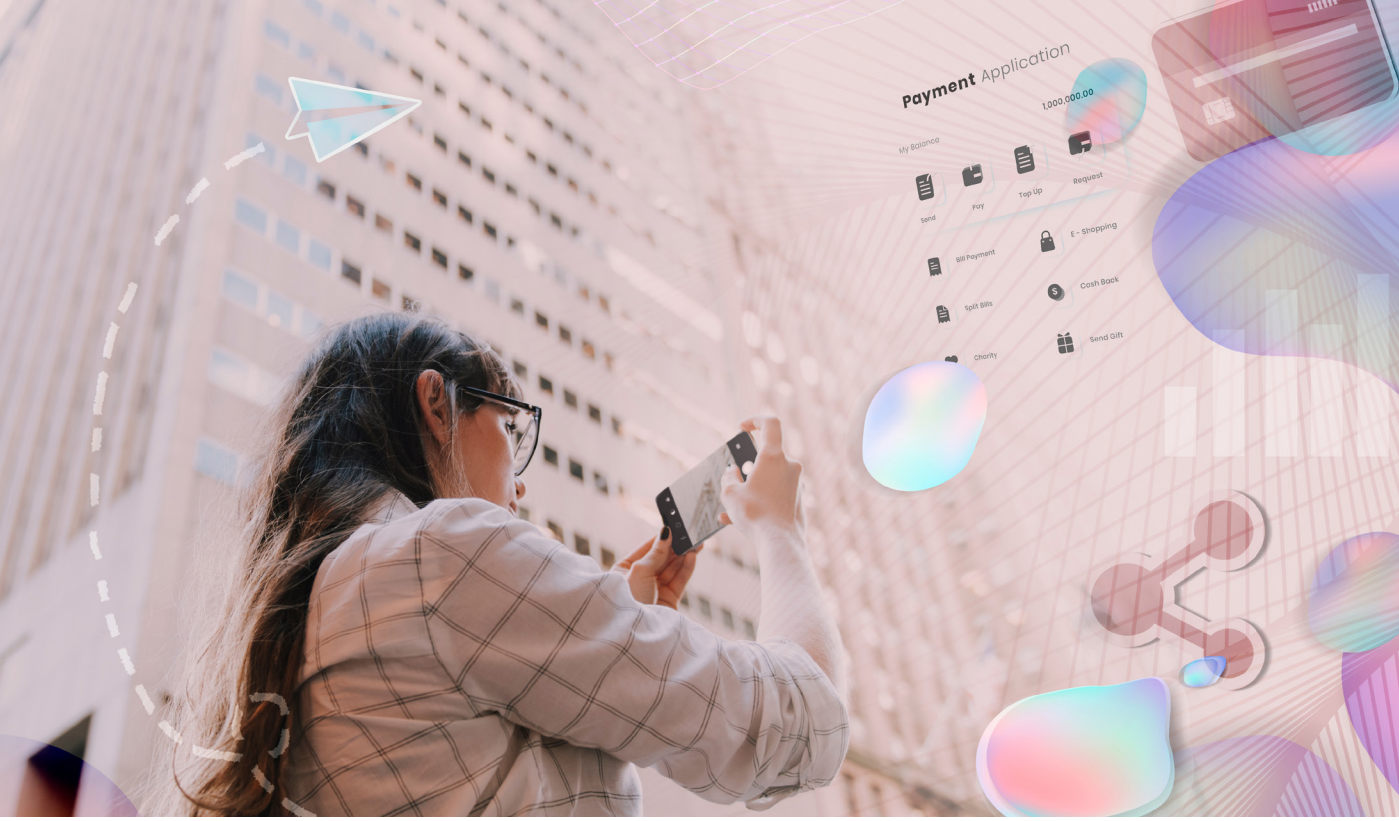 Payment Application
1,000,000.00
My Balance
Send
Pay
Top Up
Request
Bill Payment
E - Shopping
Split Bills
Cash Back
Charity
Send Gift